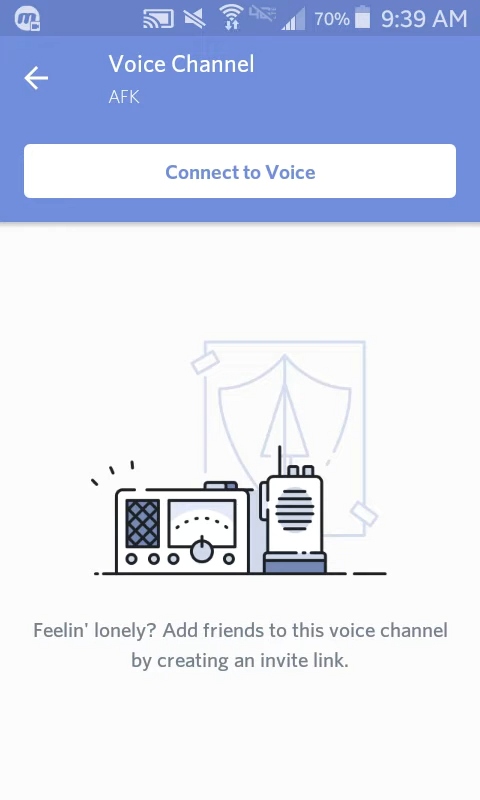 70% 9:39 AM
Voice Channel
AFK
Connect to Voice
Feelin' lonely? Add friends to this voice channel
by creating an invite link.